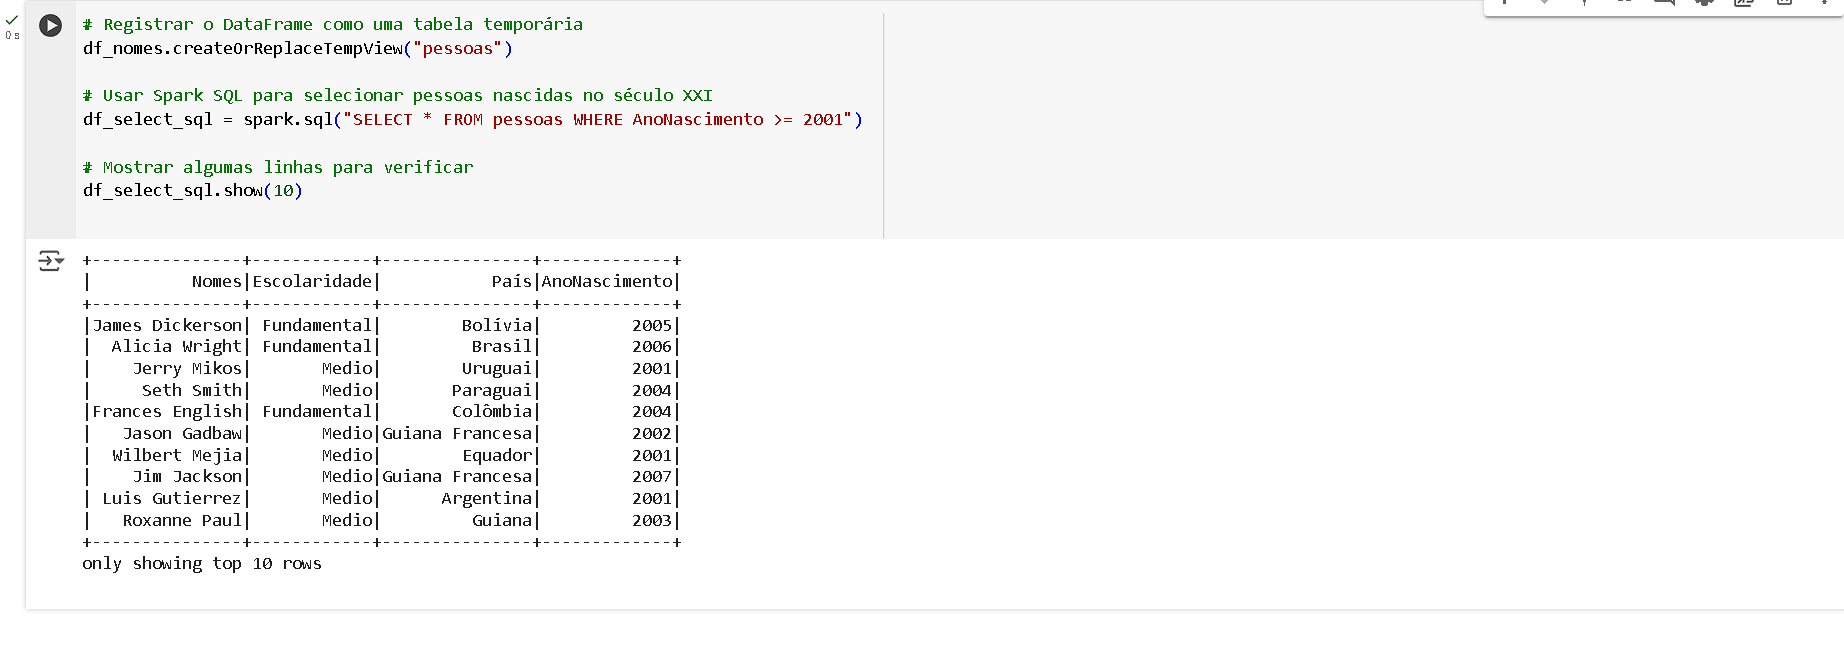 0 s
# Registrar o DataFrame como uma tabela temporária
df_nomes.createOrReplaceTempView("pessoas")
# Usar Spark SQL para selecionar pessoas nascidas no século XXI
df_select_sql = spark.sql("SELECT * FROM pessoas WHERE AnoNascimento >= 2001")
# Mostrar algumas linhas para verificar
df_select_sql.show(10)
+---------------+------------+---------------+-------------+
|          Nomes|Escolaridade|           País|AnoNascimento|
+---------------+------------+---------------+-------------+
|James Dickerson| Fundamental|        Bolívia|         2005|
|  Alicia Wright| Fundamental|         Brasil|         2006|
|    Jerry Mikos|       Medio|        Uruguai|         2001|
|     Seth Smith|       Medio|       Paraguai|         2004|
|Frances English| Fundamental|       Colômbia|         2004|
|   Jason Gadbaw|       Medio|Guiana Francesa|         2002|
|  Wilbert Mejia|       Medio|        Equador|         2001|
|    Jim Jackson|       Medio|Guiana Francesa|         2007|
| Luis Gutierrez|       Medio|      Argentina|         2001|
|   Roxanne Paul|       Medio|         Guiana|         2003|
+---------------+------------+---------------+-------------+
only showing top 10 rows